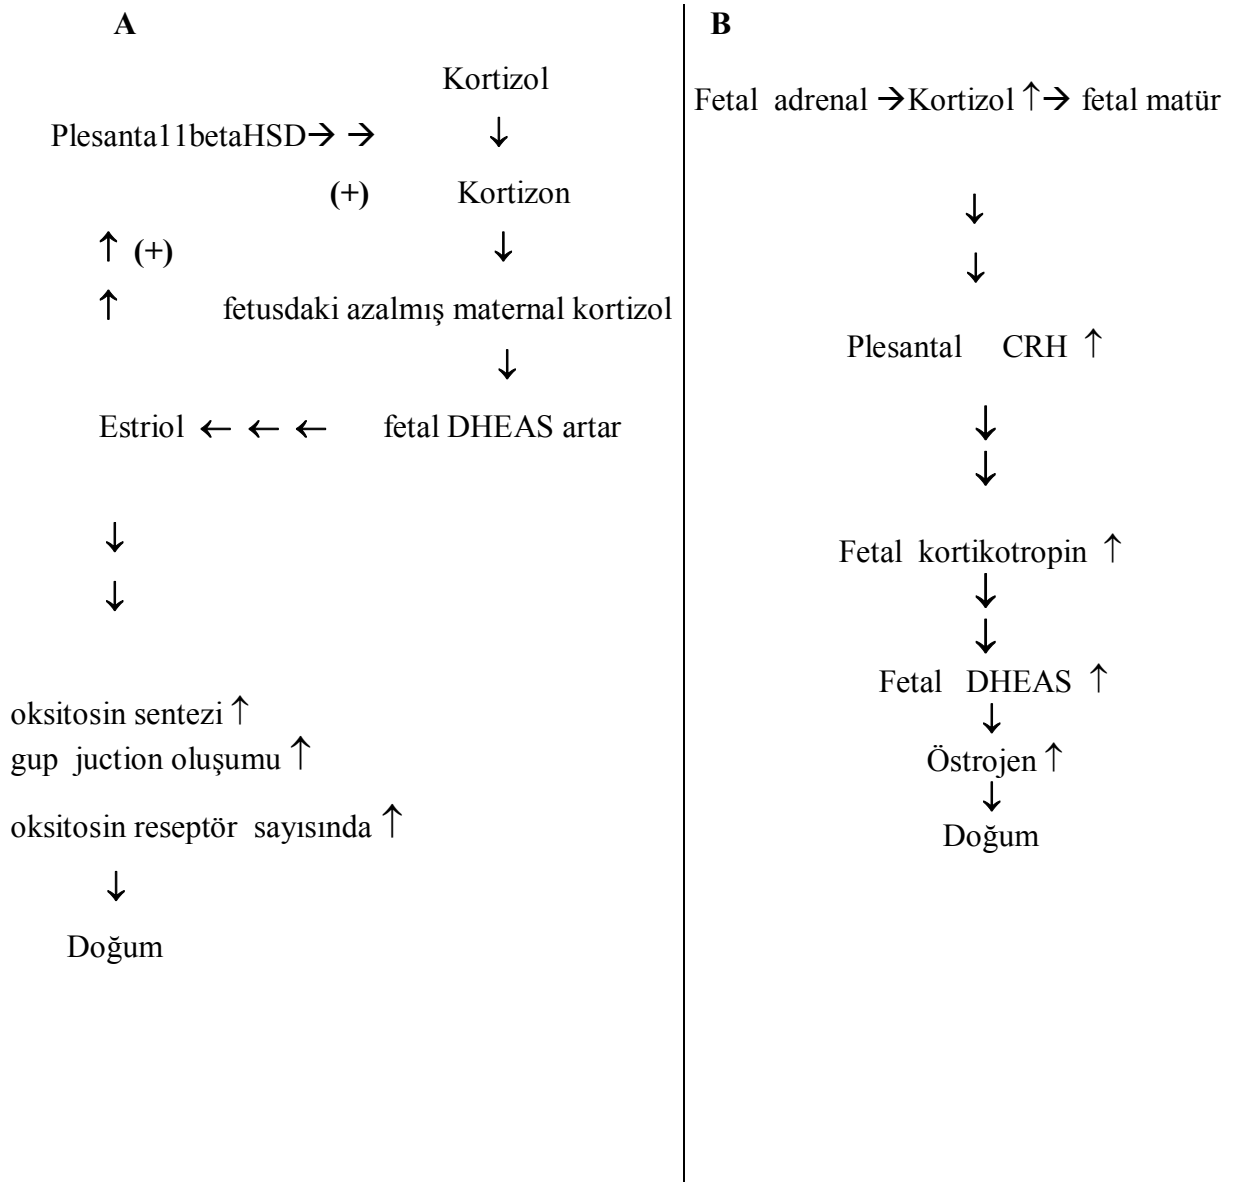 A
Kortizol
Plesanta11betaHSD→ →
↓
(+) Kortizon
↑ (+)
↓
↑ fetusdaki azalmış maternal kortizol
↓
Estriol ← ← ← fetal DHEAS artar
↓
↓
oksitosin sentezi ↑
gup juction oluşumu ↑
oksitosin reseptör sayısında ↑
↓
Doğum
B
Fetal adrenal →Kortizol ↑→ fetal matür
↓
↓
Plesantal CRH ↑
↓
↓
Fetal kortikotropin ↑
↓
↓
Fetal DHEAS ↑
↓
Östrojen ↑
↓
Doğum